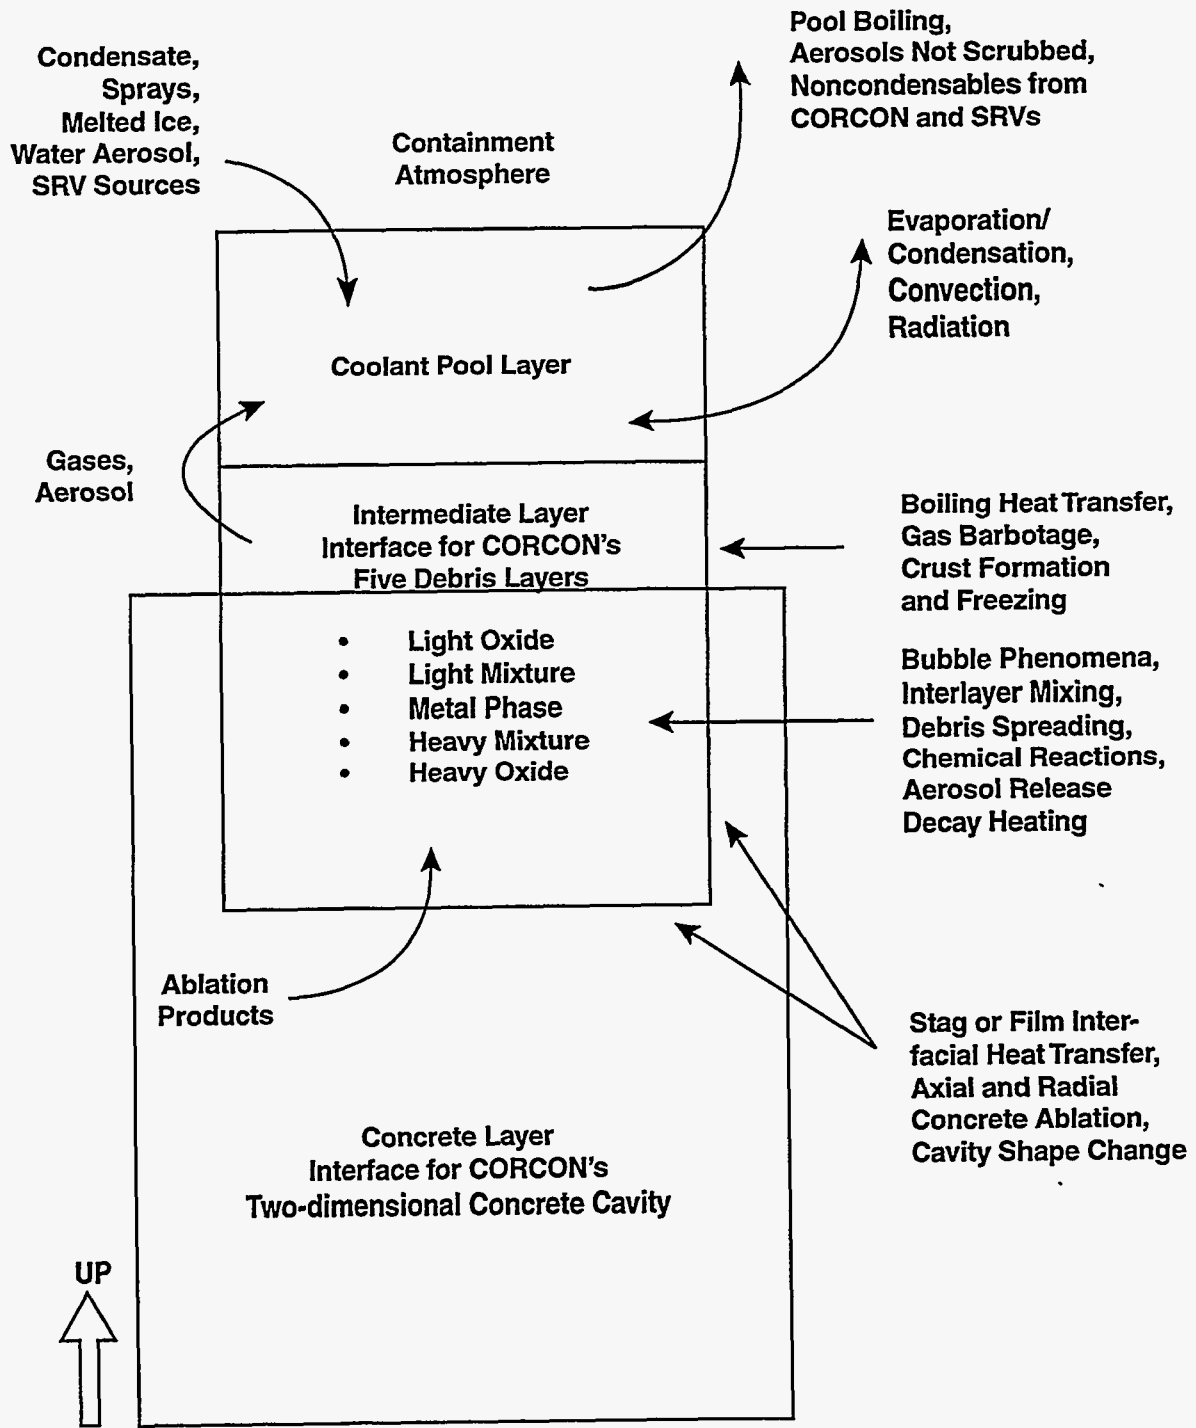 Pool Boiling,
Aerosols Not Scrubbed,
Noncondensables from
CORCON and SRVs
Condensate,
Sprays,
Melted Ice,
Water Aerosol,
SRV Sources
Containment
Atmosphere
Evaporation/
Condensation,
Convection,
Radiation
Coolant Pool Layer
Gases,
Aerosol
Intermediate Layer
Interface for CORCON's
Five Debris Layers
Boiling Heat Transfer,
Gas Barbotage,
Crust Formation
and Freezing
• Light Oxide
• Light Mixture
• Metal Phase
• Heavy Mixture
• Heavy Oxide
Bubble Phenomena,
Interlayer Mixing,
Debris Spreading,
Chemical Reactions,
Aerosol Release
Decay Heating
Ablation
Products
Stag or Film Inter-
facial Heat Transfer,
Axial and Radial
Concrete Ablation,
Cavity Shape Change
Concrete Layer
Interface for CORCON's
Two-dimensional Concrete Cavity
UP